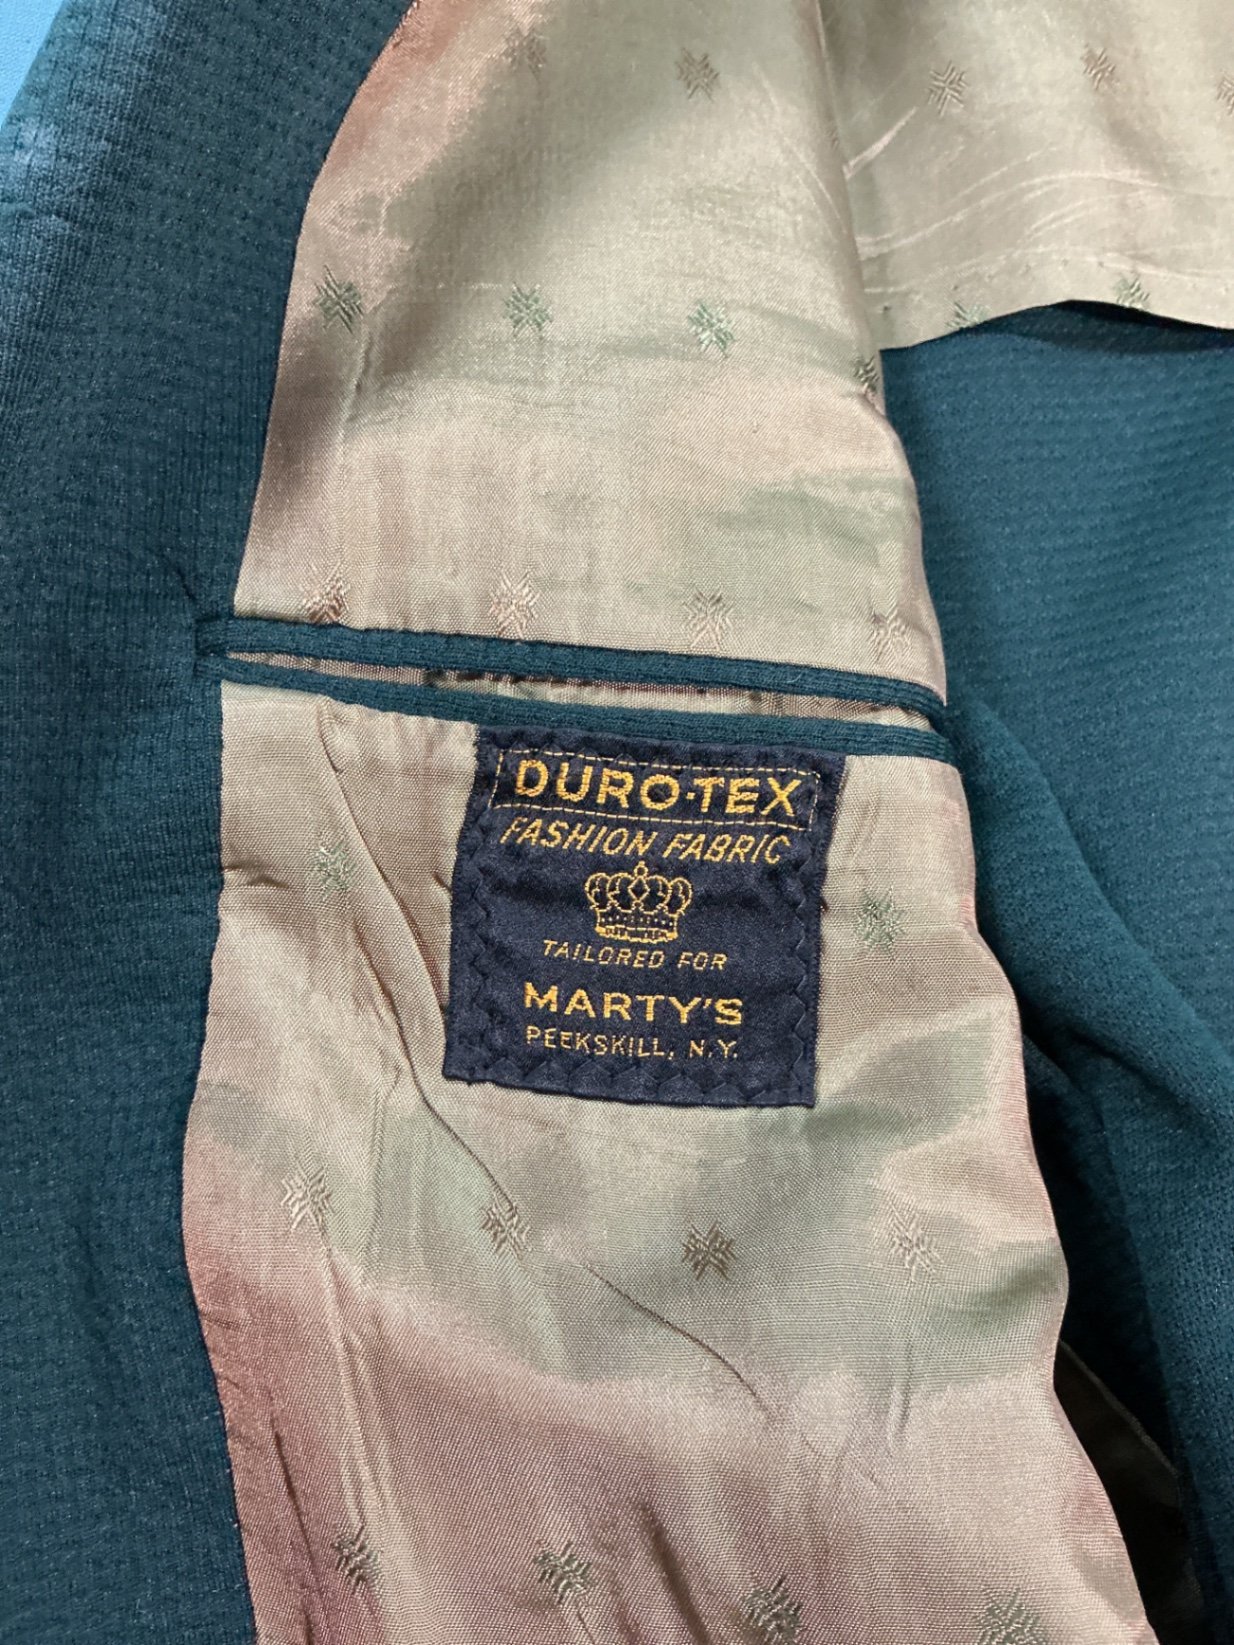 DURO-TEX
FASHION FABRIC
TAILORED FOR
MARTY'S
PEEKSKILL, N.Y.